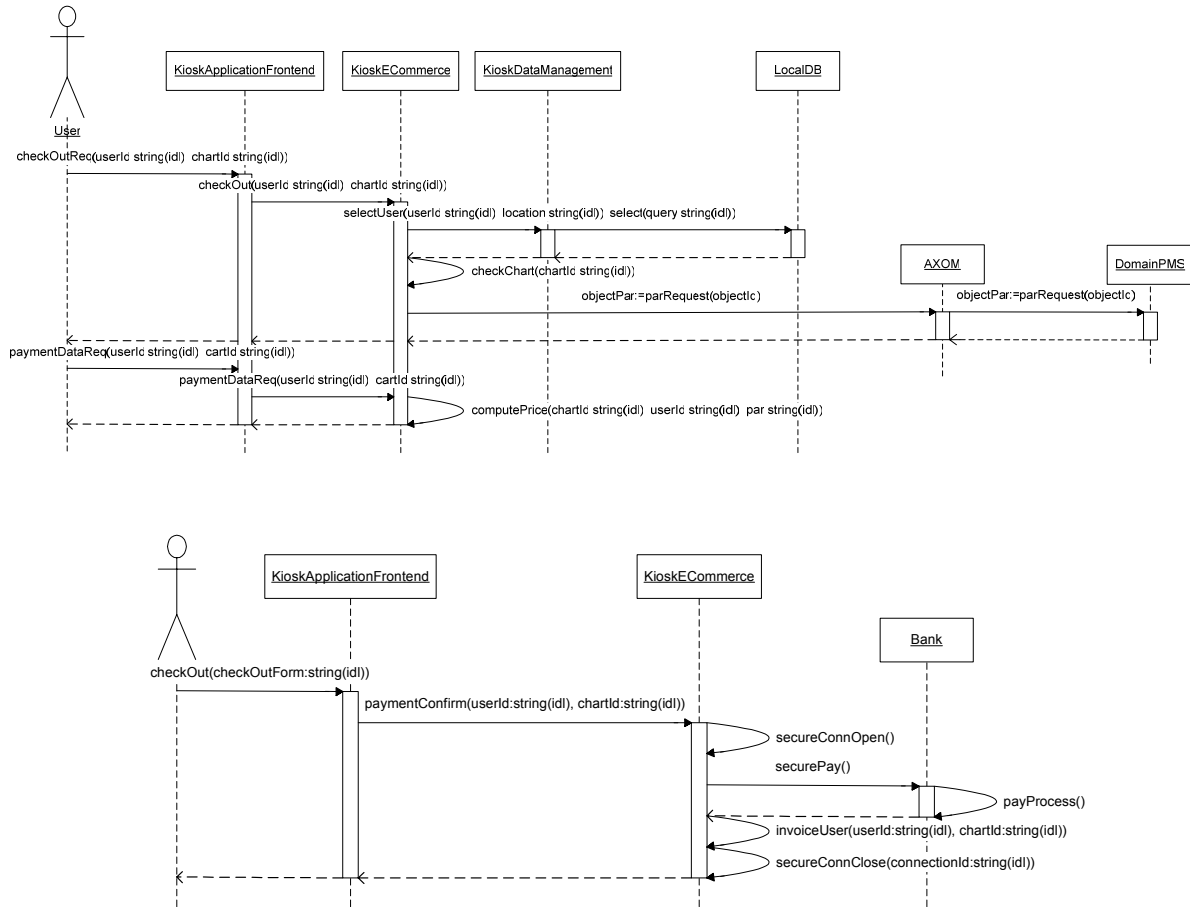 KioskApplicationFrontend
KioskECommerce
KioskDataManagement
LocalDB
User
checkOutReq(userId string(idl) chartId string(idl))
checkOut(userId string(idl) chartId string(idl))
selectUser(userId string(idl) location string(idl)) select(query string(idl))
AXOM
DomainPMS
checkChart(chartId string(idl))
objectPar:=parRequest(objectIc)
objectPar:=parRequest(objectIc)
paymentDataReq(userId string(idl) cartId string(idl))
paymentDataReq(userId string(idl) cartId string(idl))
computePrice(chartId string(idl) userId string(idl) par string(idl))
KioskApplicationFrontend
KioskECommerce
Bank
checkOut(checkOutForm:string(idl))
paymentConfirm(userId:string(idl), chartId:string(idl))
secureConnOpen()
securePay()
payProcess()
invoiceUser(userId:string(idl), chartId:string(idl))
secureConnClose(connectionId:string(idl))